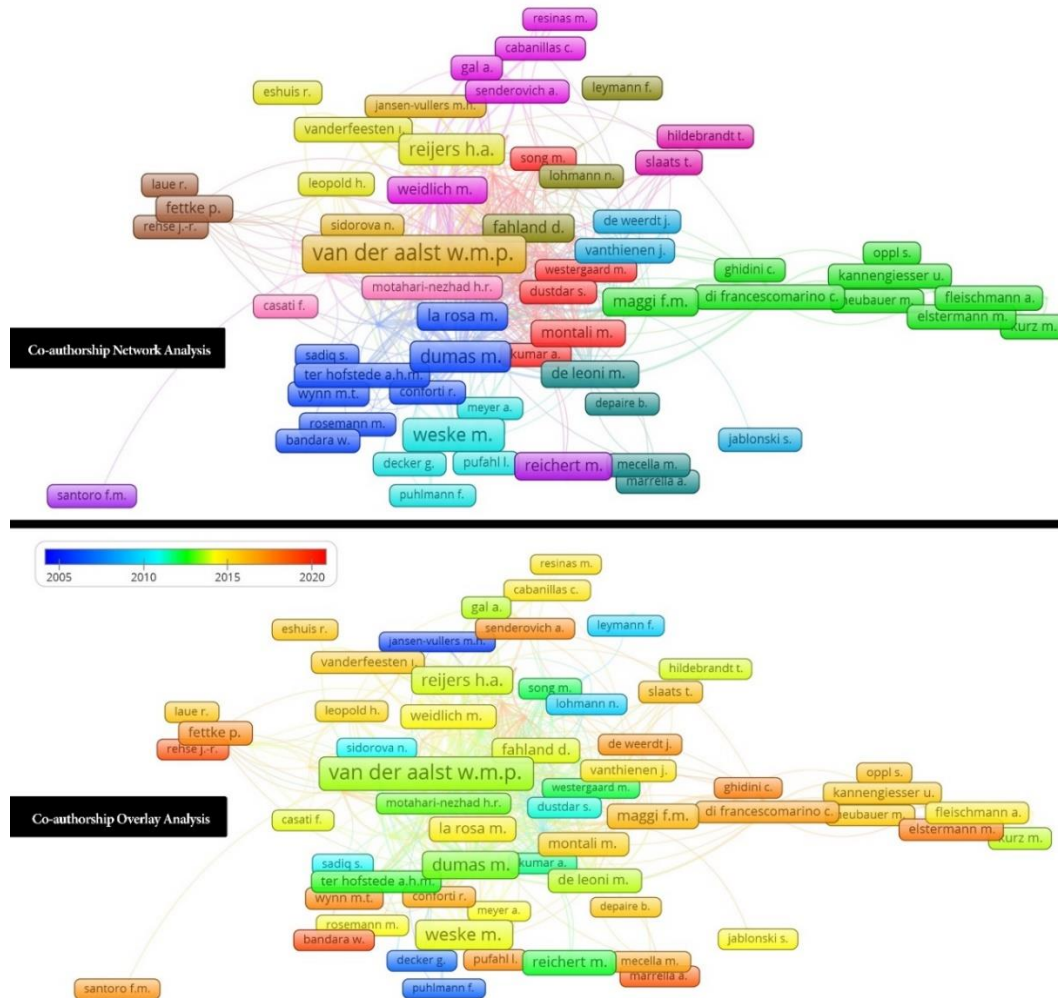 resinas m.
cabanillas c.
gal a.
senderovich a.
leymann f.
eshuis r.
jansen-vullers m.h.
vanderfeesten i.
reijers h.a.
song m.
hildebrandt t.
slaats t.
lohmann n.
laue r.
leopold h.
weidlich m.
fettke p.
rehse j.-r.
sidorova n.
fahland d.
de weerdt j.
van der aalst w.m.p.
vanthienen j.
oppl s.
westergaard m.
ghidini c.
kannengiesser u.
motahari-nezhad h.r.
dustdar s.
maggi f.m.
di francescomarino c.
neubauer m.
fleischmann a.
casati f.
la rosa m.
elstermann m.
kurz m.
montali m.
Co-authorship Network Analysis
sadiq s.
dumas m.
kumar a.
ter hofstede a.h.m.
de leoni m.
wynn m.t.
conforti r.
meyer a.
depaire b.
rosemann m.
bandara w.
weske m.
jablonski s.
decker g.
pufahl l.
reichert m.
mecella m.
marrella a.
puhlmann f.
santoro f.m.
2005 2010 2015 2020
resinas m.
cabanillas c.
gal a.
senderovich a.
leymann f.
eshuis r.
jansen-vullers m.h.
vanderfeesten i.
reijers h.a.
hildebrandt t.
song m.
slaats t.
lohmann n.
laue r.
leopold h.
weidlich m.
fettke p.
rehse j.-r.
sidorova n.
fahland d.
de weerdt j.
van der aalst w.m.p.
vanthienen j.
oppl s.
westergaard m.
ghidini c.
kannengiesser u.
motahari-nezhad h.r.
dustdar s.
maggi f.m.
di francescomarino c.
neubauer m.
fleischmann a.
casati f.
la rosa m.
elstermann m.
kurz m.
Co-authorship Overlay Analysis
montali m.
sadiq s.
dumas m.
kumar a.
ter hofstede a.h.m.
de leoni m.
wynn m.t.
conforti r.
meyer a.
depaire b.
rosemann m.
bandara w.
weske m.
jablonski s.
decker g.
pufahl l.
reichert m.
mecella m.
marrella a.
santoro f.m.
puhlmann f.